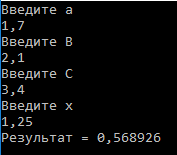 Введите a
1,7
Введите B
2,1
Введите C
3,4
Введите x
1,25
Результат = 0,568926